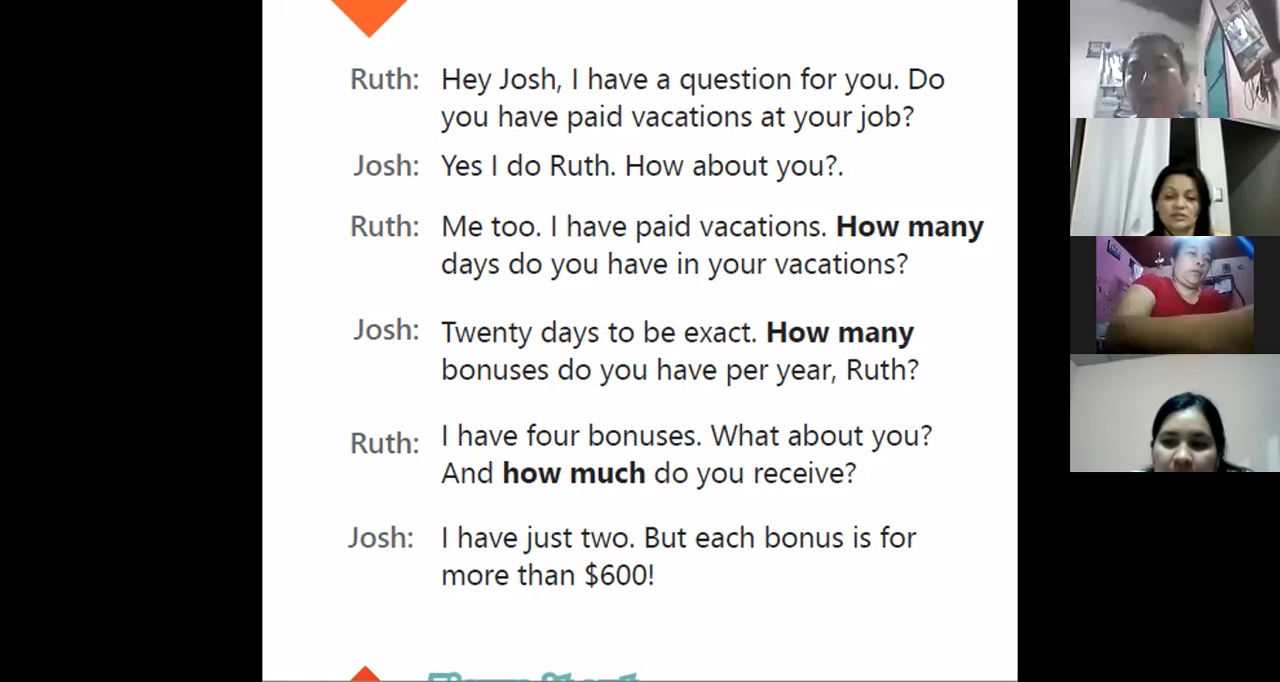 Ruth: Hey Josh, I have a question for you. Do
you have paid vacations at your job?
Josh: Yes I do Ruth. How about you?.
Ruth: Me too. I have paid vacations. How many
days do you have in your vacations?
Josh: Twenty days to be exact. How many
bonuses do you have per year, Ruth?
Ruth: I have four bonuses. What about you?
And how much do you receive?
Josh: I have just two. But each bonus is for
more than $600!